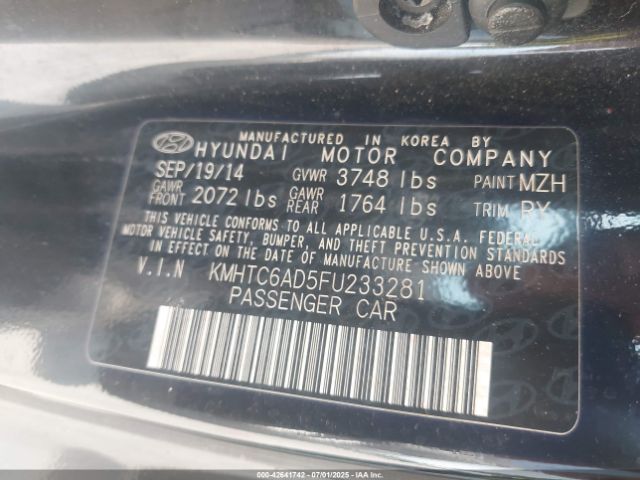 MANUFACTURED IN KOREA BY
HYUNDAI MOTOR COMPANY
SEP/19/14 GVWR 3748 lbs PAINT MZH
GAWR FRONT 2072 lbs GAWR REAR 1764 lbs TRIM RY
THIS VEHICLE CONFORMS TO ALL APPLICABLE U.S.A. FEDERAL
MOTOR VEHICLE SAFETY, BUMPER, AND THEFT PREVENTION STANDARDS
IN EFFECT ON THE DATE OF MANUFACTURE SHOWN ABOVE
V.I.N KMHTC6AD5FU233281
PASSENGER CAR
000-42641742 - 07/01/2025 - IAA Inc.